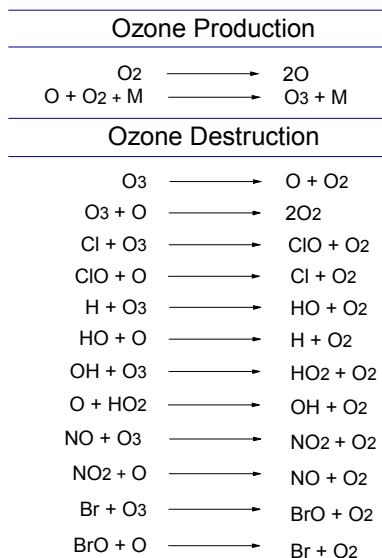 Ozone Production
O2 → 2O
O + O2 + M → O3 + M
Ozone Destruction
O3 → O + O2
O3 + O → 2O2
Cl + O3 → ClO + O2
ClO + O → Cl + O2
H + O3 → HO + O2
HO + O → H + O2
OH + O3 → HO2 + O2
O + HO2 → OH + O2
NO + O3 → NO2 + O2
NO2 + O → NO + O2
Br + O3 → BrO + O2
BrO + O → Br + O2